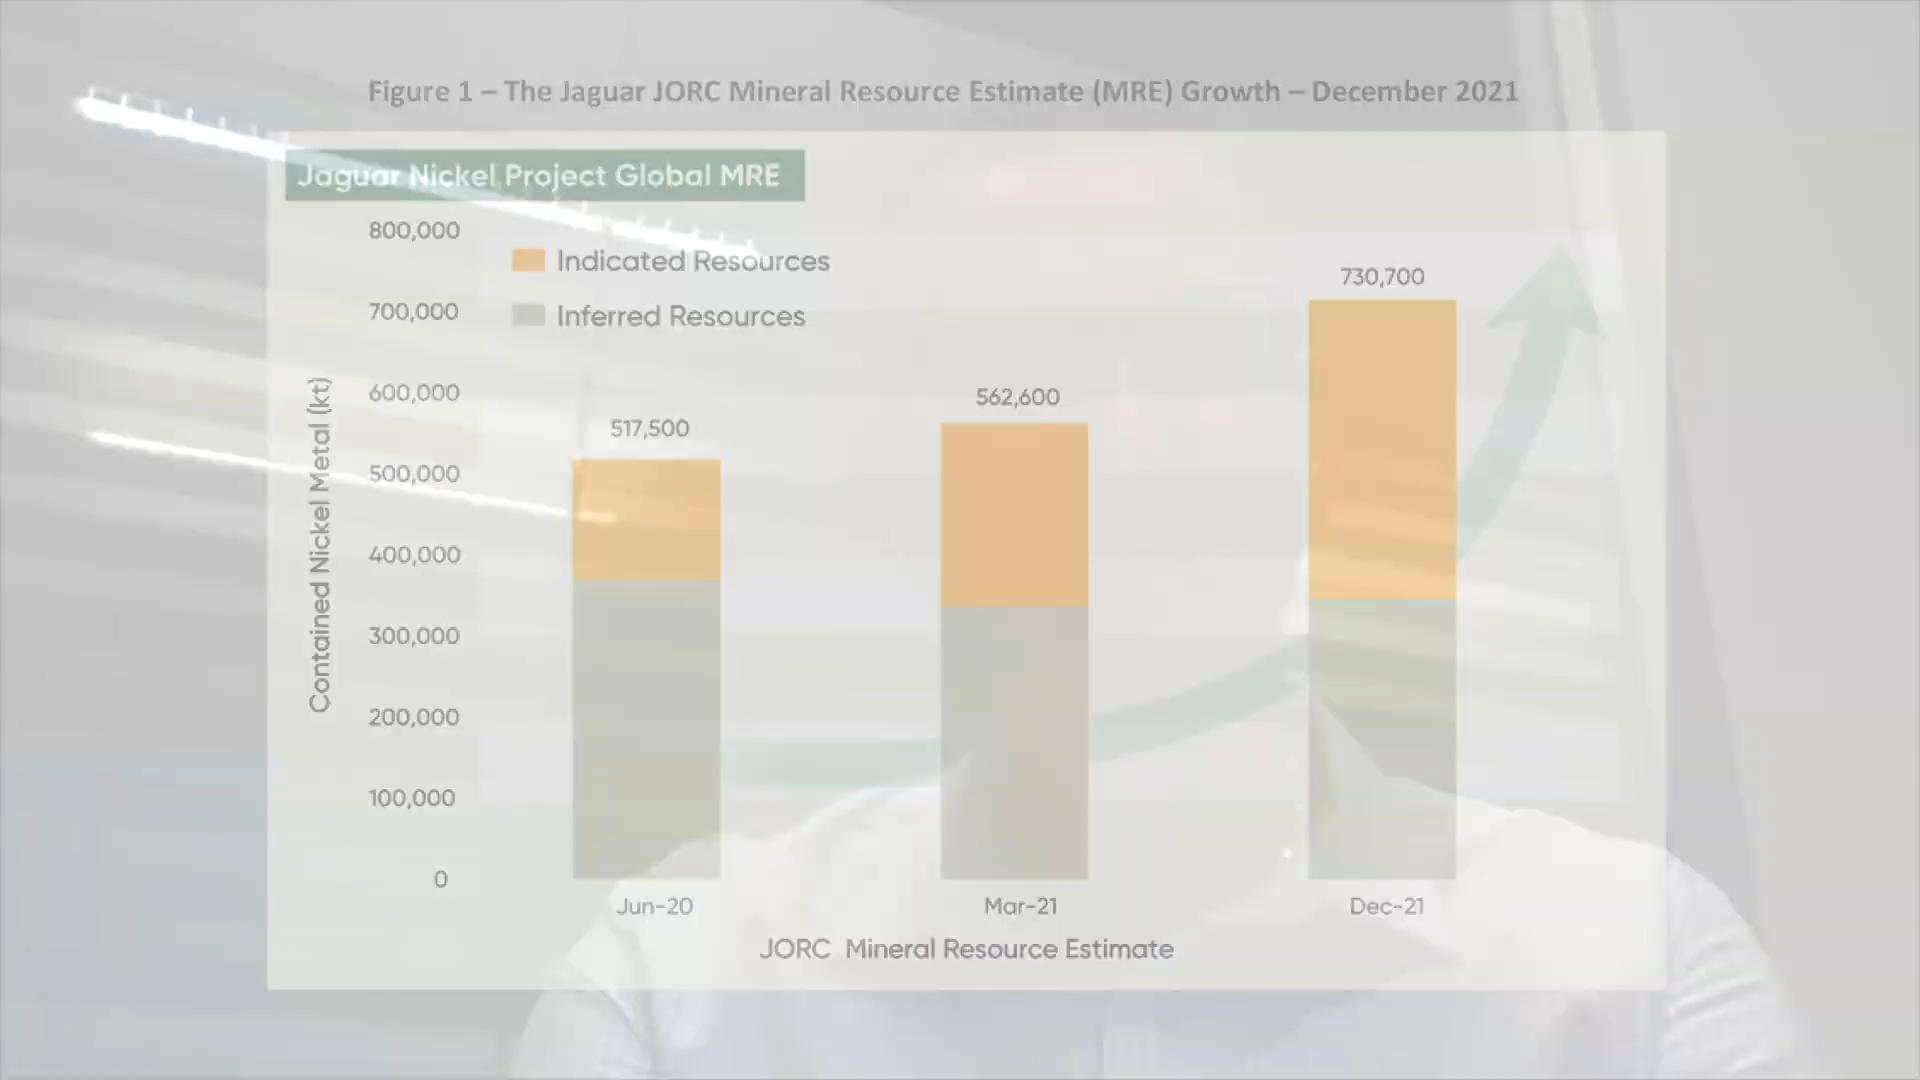 Figure 1 – The Jaguar JORC Mineral Resource Estimate (MRE) Growth – December 2021
Jaguar Nickel Project Global MRE
800,000
700,000
600,000
500,000
400,000
300,000
200,000
100,000
0
Contained Nickel Metal (kt)
Indicated Resources
Inferred Resources
517,500
562,600
730,700
Jun-20
Mar-21
Dec-21
JORC Mineral Resource Estimate